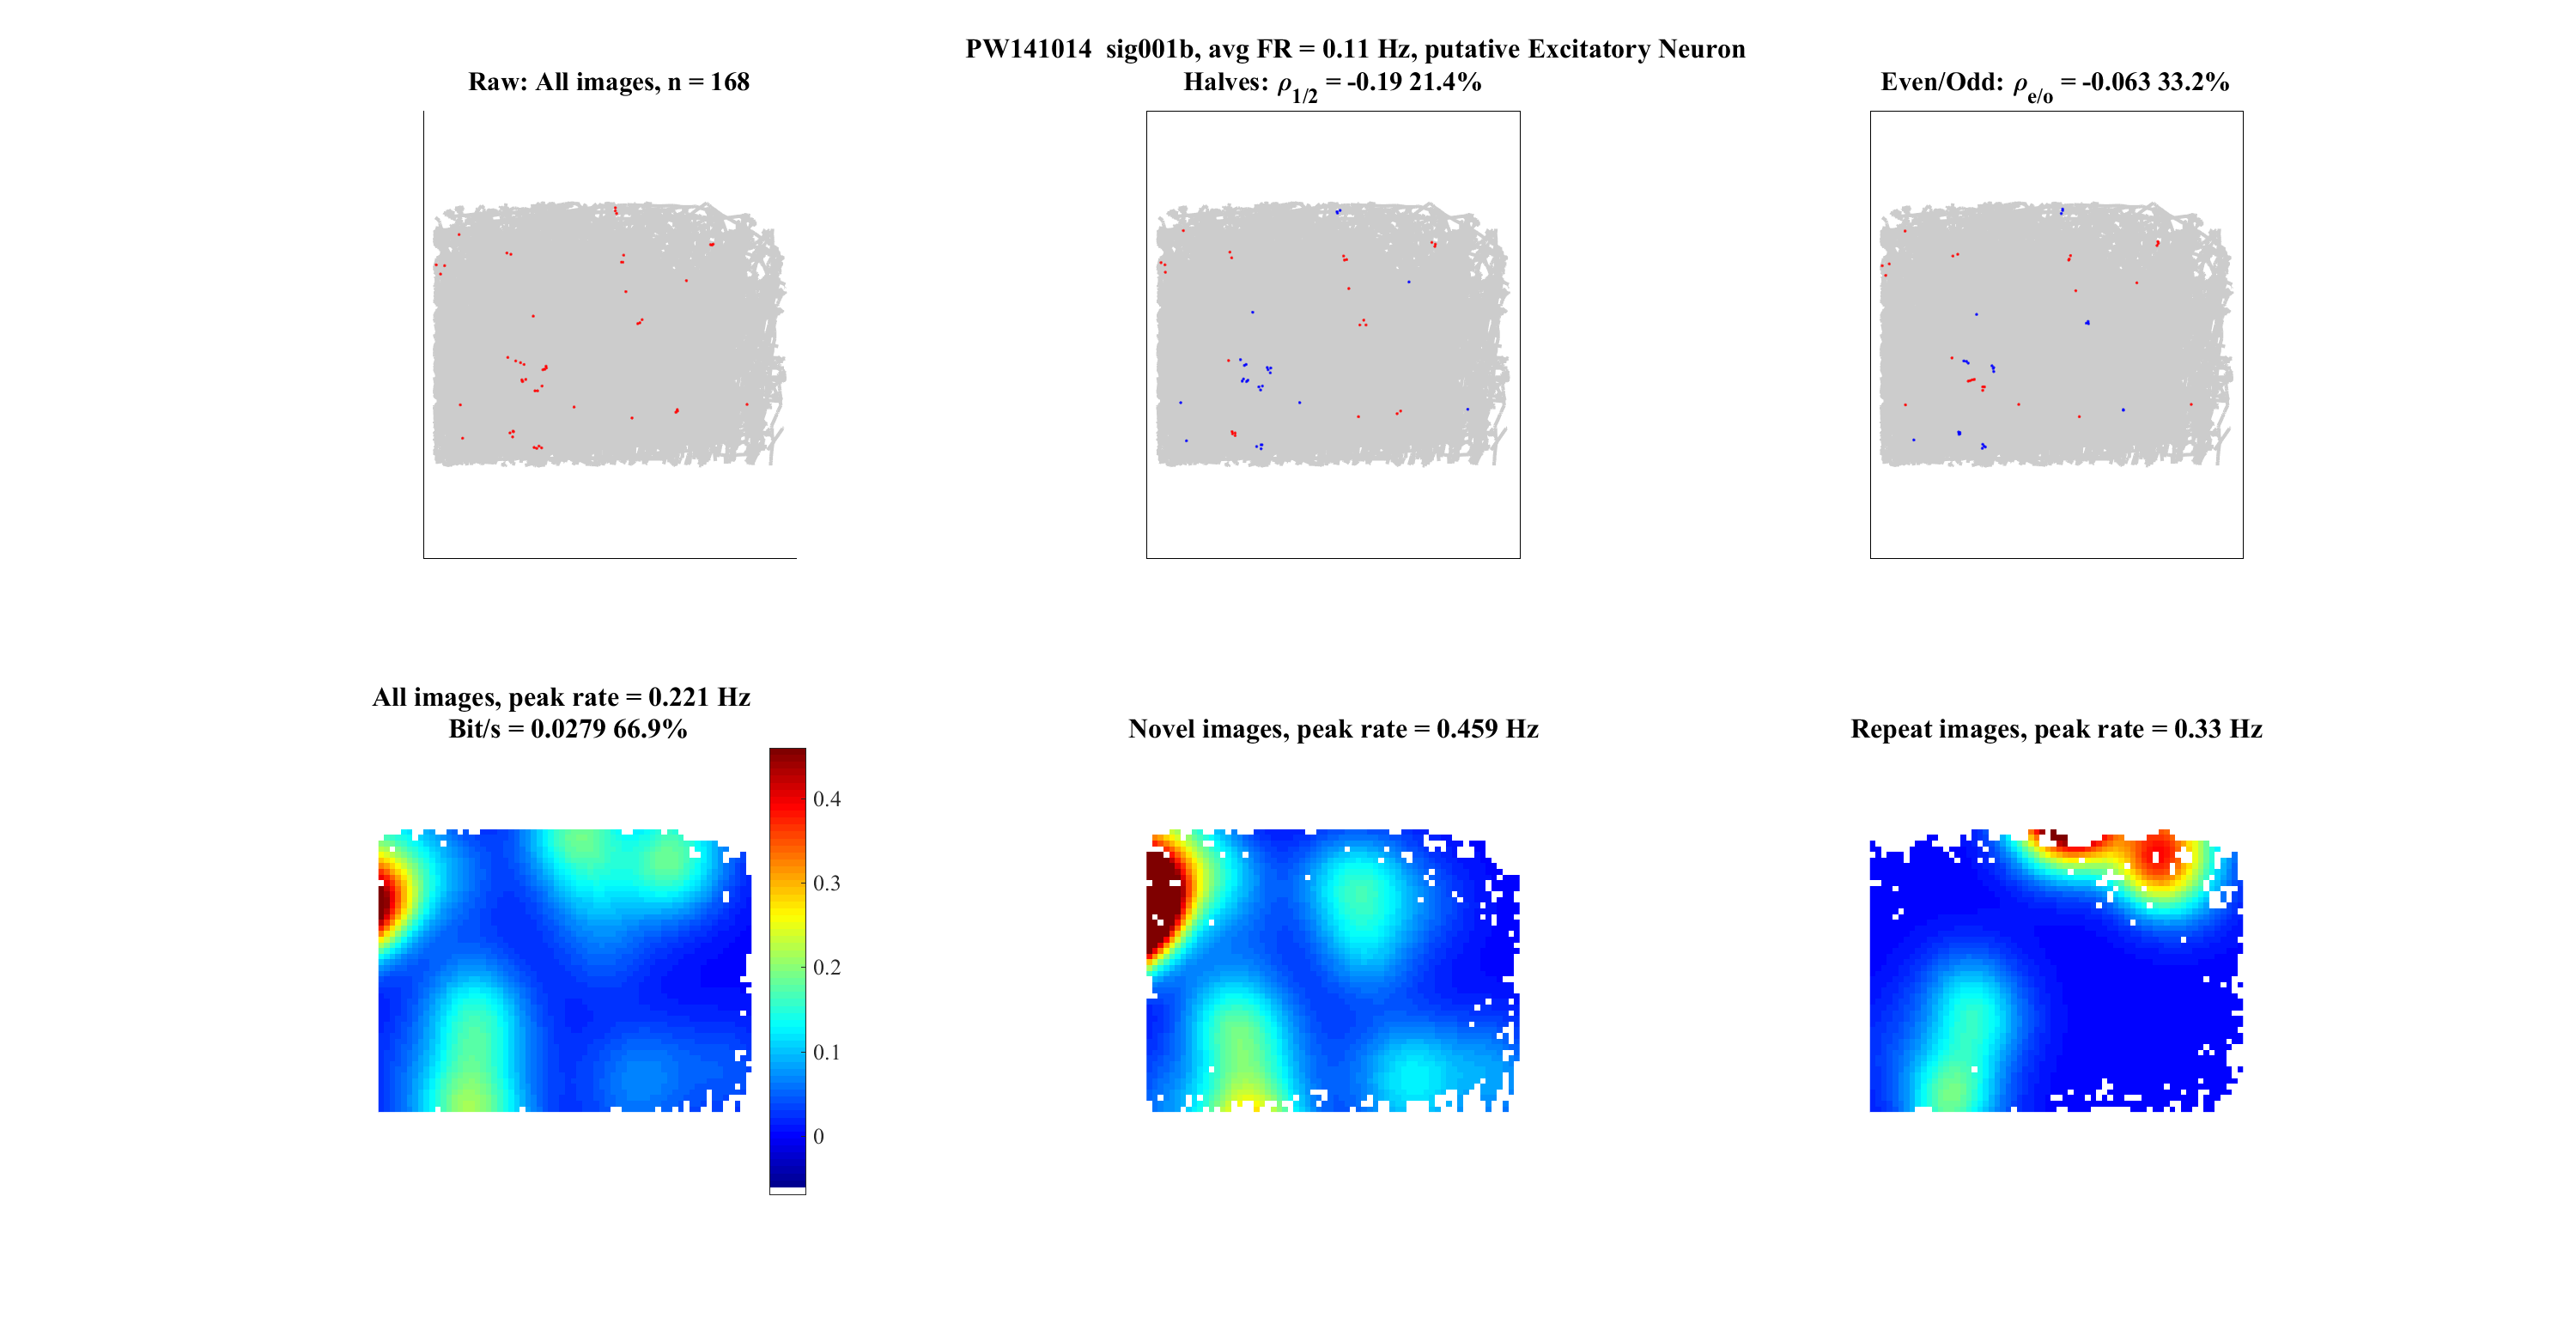 PW141014 sig001b, avg FR = 0.11 Hz, putative Excitatory Neuron
Raw: All images, n = 168
Halves: ρ1/2 = -0.19 21.4%
Even/Odd: ρe/o = -0.063 33.2%
All images, peak rate = 0.221 Hz
Bit/s = 0.0279 66.9%
Novel images, peak rate = 0.459 Hz
Repeat images, peak rate = 0.33 Hz
0.4
0.3
0.2
0.1
0